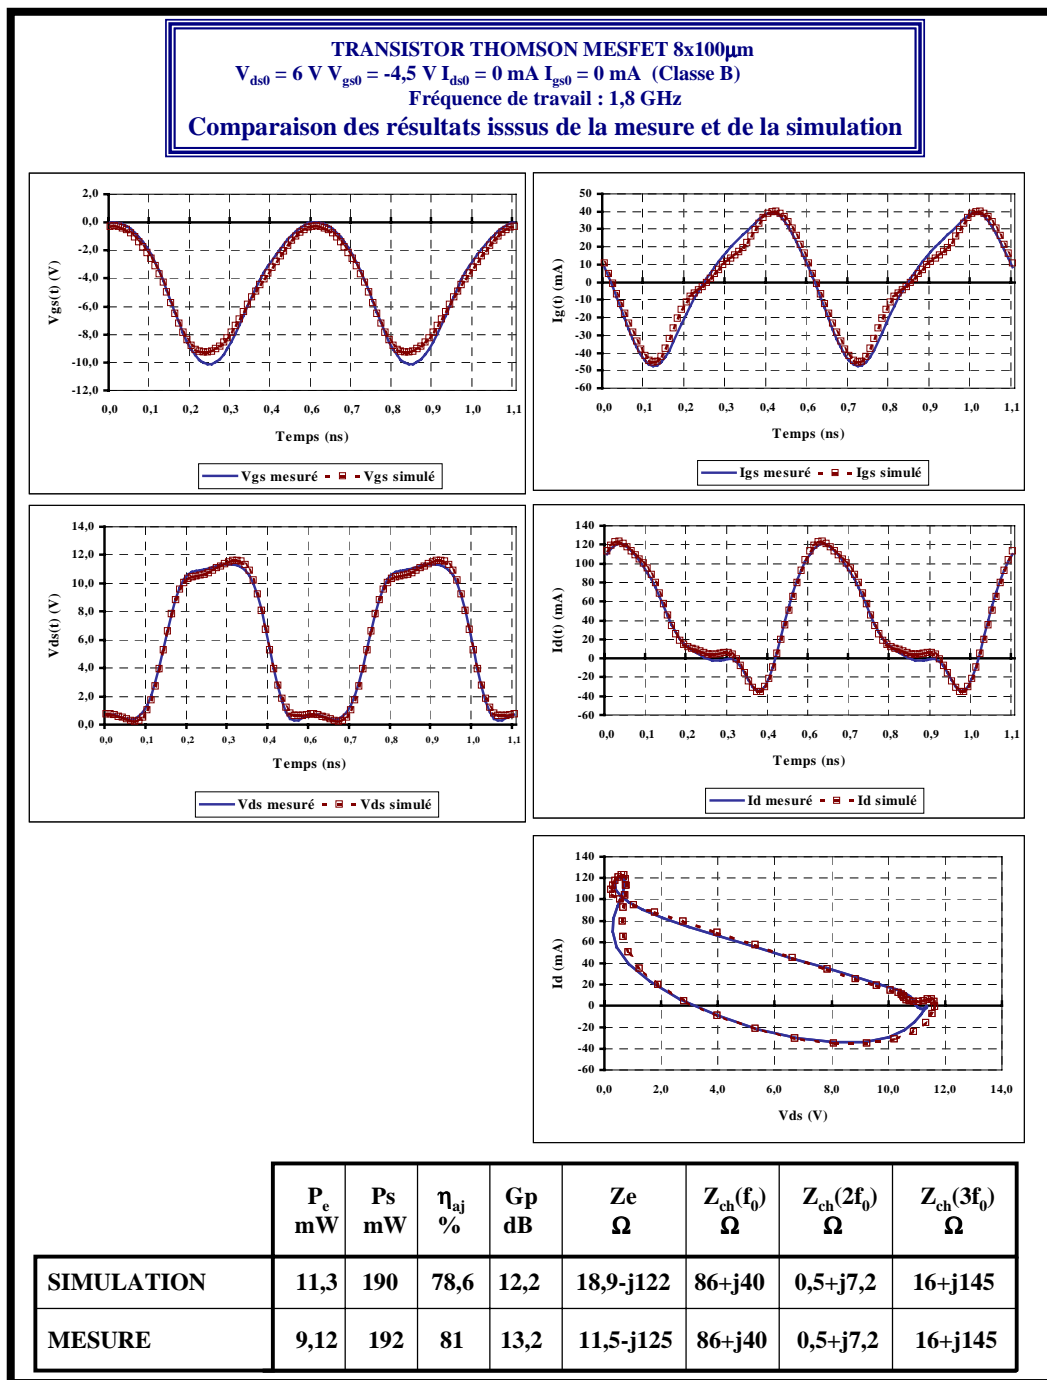 TRANSISTOR THOMSON MESFET 8x100µm
Vds0 = 6 V Vgs0 = -4,5 V Ids0 = 0 mA Igs0 = 0 mA (Classe B)
Fréquence de travail : 1,8 GHz
Comparaison des résultats isssus de la mesure et de la simulation
Vgs(t) (V)
2,0
0,0
-2,0
-4,0
-6,0
-8,0
-10,0
-12,0
0,0 0,1 0,2 0,3 0,4 0,5 0,6 0,7 0,8 0,9 1,0 1,1
Temps (ns)
Vgs mesuré Vgs simulé
Ig(t) (mA)
50
40
30
20
10
0
-10
-20
-30
-40
-50
-60
0,0 0,1 0,2 0,3 0,4 0,5 0,6 0,7 0,8 0,9 1,0 1,1
Temps (ns)
Igs mesuré Igs simulé
Vds(t) (V)
14,0
12,0
10,0
8,0
6,0
4,0
2,0
0,0
0,0 0,1 0,2 0,3 0,4 0,5 0,6 0,7 0,8 0,9 1,0 1,1
Temps (ns)
Vds mesuré Vds simulé
Id(t) (mA)
140
120
100
80
60
40
20
0
-20
-40
-60
0,0 0,1 0,2 0,3 0,4 0,5 0,6 0,7 0,8 0,9 1,0 1,1
Temps (ns)
Id mesuré Id simulé
Id (mA)
140
120
100
80
60
40
20
0
-20
-40
-60
0,0 2,0 4,0 6,0 8,0 10,0 12,0 14,0
Vds (V)
Pe Ps ηaj Gp Ze Zch(f0) Zch(2f0) Zch(3f0)
mW mW % dB Ω Ω Ω Ω
SIMULATION 11,3 190 78,6 12,2 18,9-j122 86+j40 0,5+j7,2 16+j145
MESURE 9,12 192 81 13,2 11,5-j125 86+j40 0,5+j7,2 16+j145